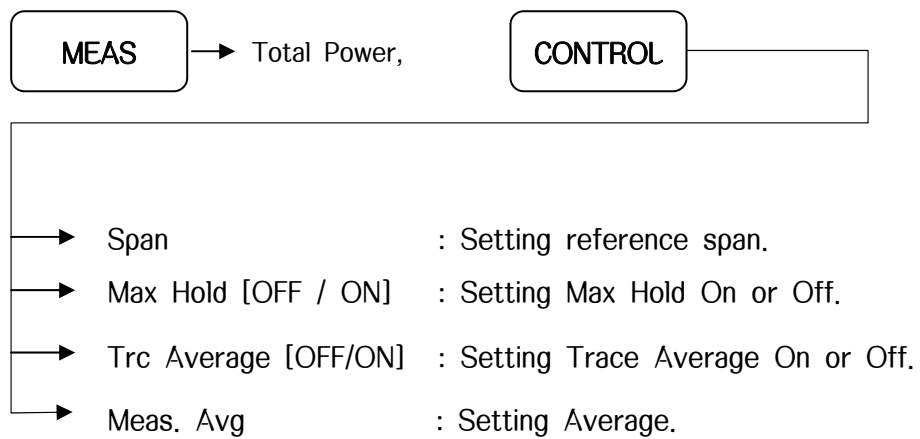 MEAS Total Power, CONTROL
Span : Setting reference span.
Max Hold [OFF / ON] : Setting Max Hold On or Off.
Trc Average [OFF/ON] : Setting Trace Average On or Off.
Meas. Avg : Setting Average.